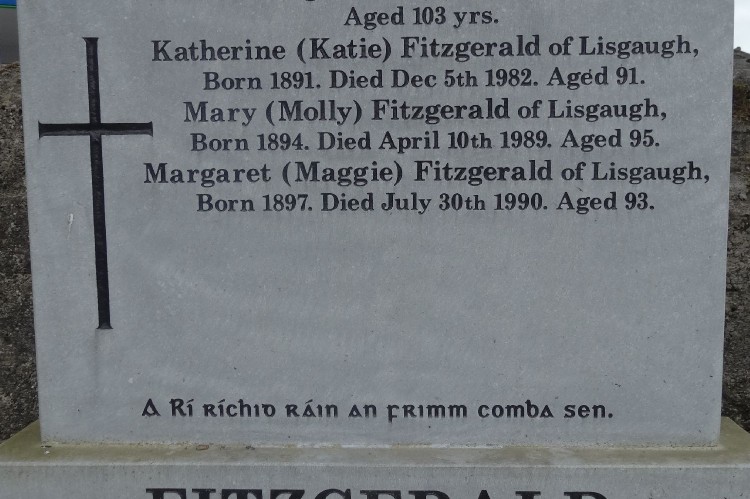 Aged 103 yrs.
Katherine (Katie) Fitzgerald of Lisgaugh,
Born 1891. Died Dec 5th 1982. Aged 91.
Mary (Molly) Fitzgerald of Lisgaugh,
Born 1894. Died April 10th 1989. Aged 95.
Margaret (Maggie) Fitzgerald of Lisgaugh,
Born 1897. Died July 30th 1990. Aged 93.
A Rí ríchid ráin an frimm comba sen.
FITZGERALD